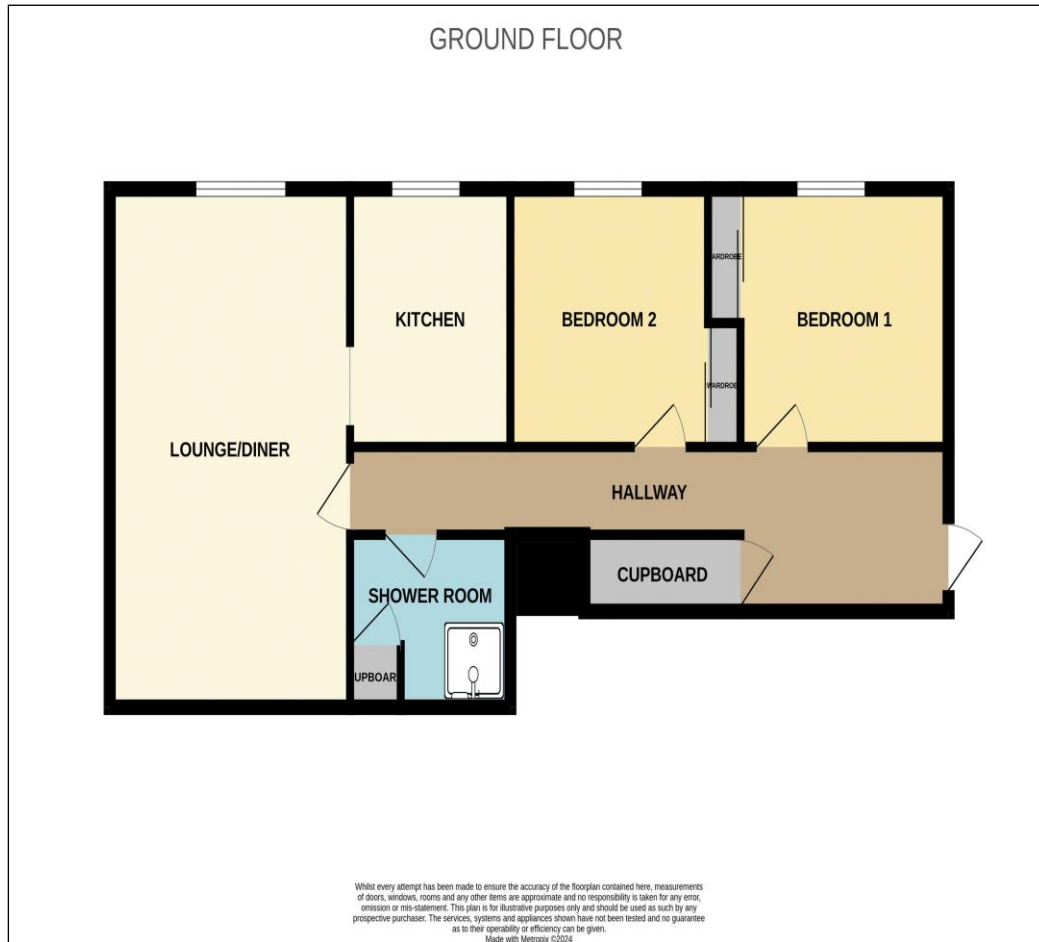 GROUND FLOOR
ARDROBE
KITCHEN
BEDROOM 2
BEDROOM 1
WARDROBE
LOUNGE/DINER
HALLWAY
CUPBOARD
SHOWER ROOM
UPBOAR
Whilst every attempt has been made to ensure the accuracy of the floorplan contained here, measurements
of doors, windows, rooms and any other items are approximate and no responsibility is taken for any error,
omission or mis-statement. This plan is for illustrative purposes only and should be used as such by any
prospective purchaser. The services, systems and appliances shown have not been tested and no guarantee
as to their operability or efficiency can be given.
Made with Metropix ©2024